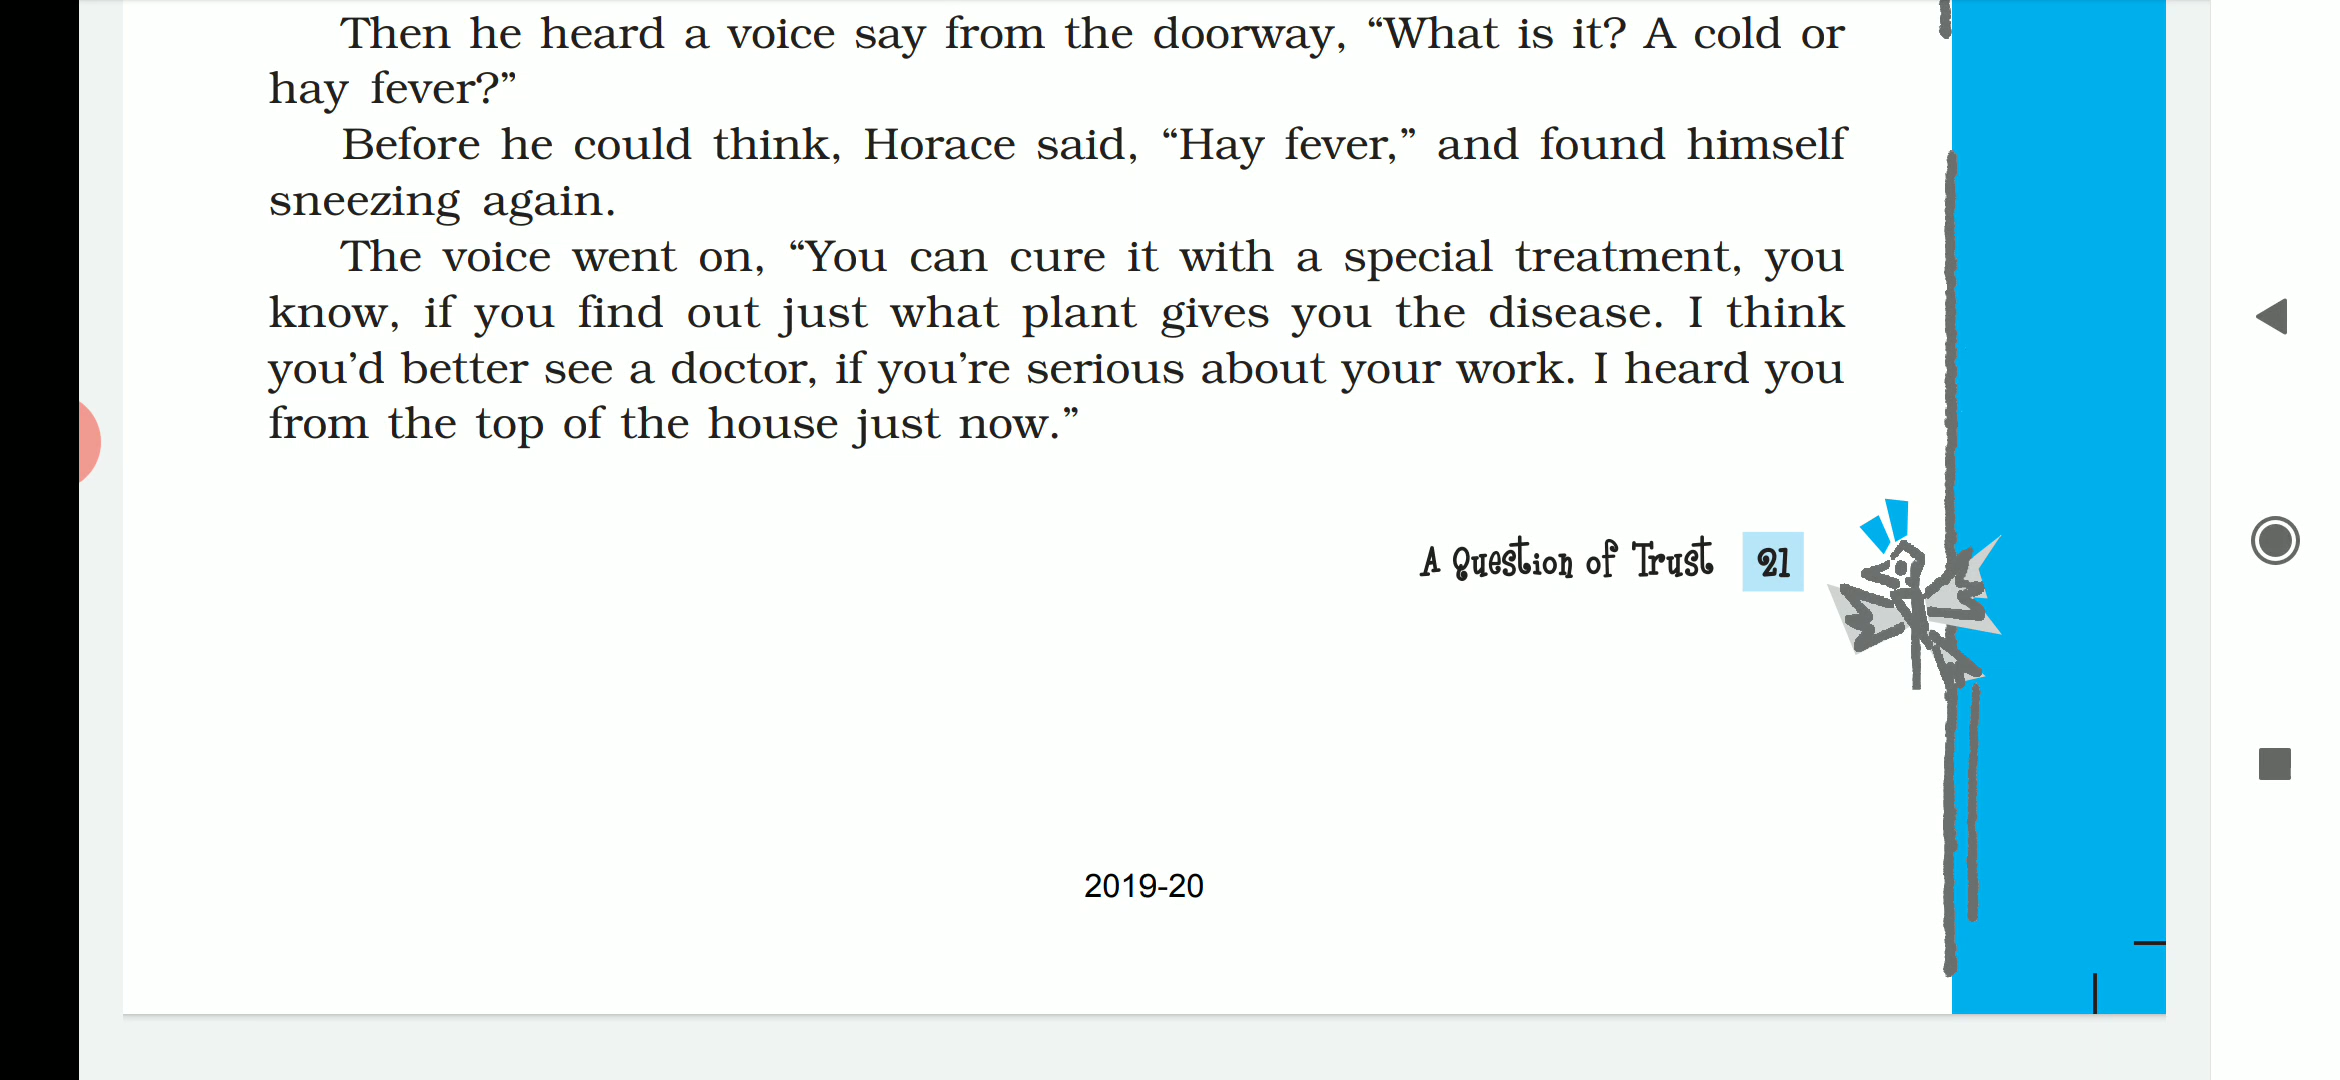 Then he heard a voice say from the doorway, “What is it? A cold or
hay fever?”
Before he could think, Horace said, “Hay fever,” and found himself
sneezing again.
The voice went on, “You can cure it with a special treatment, you
know, if you find out just what plant gives you the disease. I think
you’d better see a doctor, if you’re serious about your work. I heard you
from the top of the house just now.”
A Question of Trust 21
2019-20